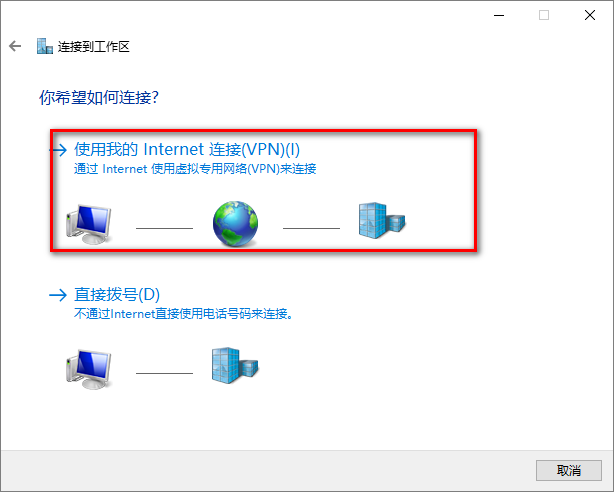 连接到工作区
你希望如何连接?
使用我的 Internet 连接(VPN)(I)
通过 Internet 使用虚拟专用网络(VPN)来连接
直接拨号(D)
不通过Internet直接使用电话号码来连接。
取消